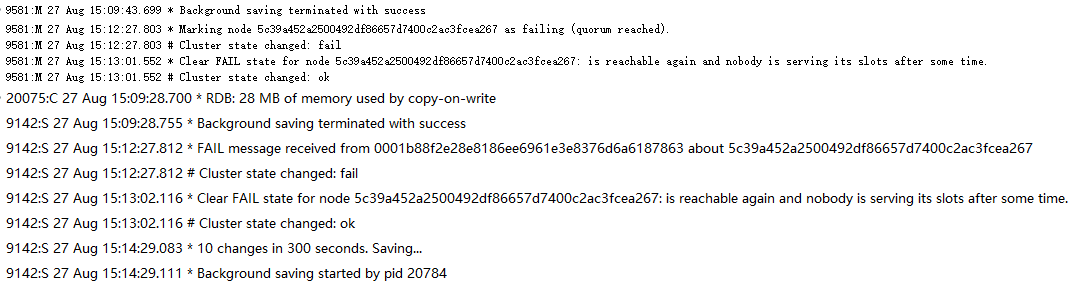 9581:M 27 Aug 15:09:43.699 * Background saving terminated with success
9581:M 27 Aug 15:12:27.803 * Marking node 5c39a452a2500492df86657d7400c2ac3fcea267 as failing (quorum reached).
9581:M 27 Aug 15:12:27.803 # Cluster state changed: fail
9581:M 27 Aug 15:13:01.552 * Clear FAIL state for node 5c39a452a2500492df86657d7400c2ac3fcea267: is reachable again and nobody is serving its slots after some time.
9581:M 27 Aug 15:13:01.552 # Cluster state changed: ok
20075:C 27 Aug 15:09:28.700 * RDB: 28 MB of memory used by copy-on-write
9142:S 27 Aug 15:09:28.755 * Background saving terminated with success
9142:S 27 Aug 15:12:27.812 * FAIL message received from 0001b88f2e28e8186ee6961e3e8376d6a6187863 about 5c39a452a2500492df86657d7400c2ac3fcea267
9142:S 27 Aug 15:12:27.812 # Cluster state changed: fail
9142:S 27 Aug 15:13:02.116 * Clear FAIL state for node 5c39a452a2500492df86657d7400c2ac3fcea267: is reachable again and nobody is serving its slots after some time.
9142:S 27 Aug 15:13:02.116 # Cluster state changed: ok
9142:S 27 Aug 15:14:29.083 * 10 changes in 300 seconds. Saving...
9142:S 27 Aug 15:14:29.111 * Background saving started by pid 20784